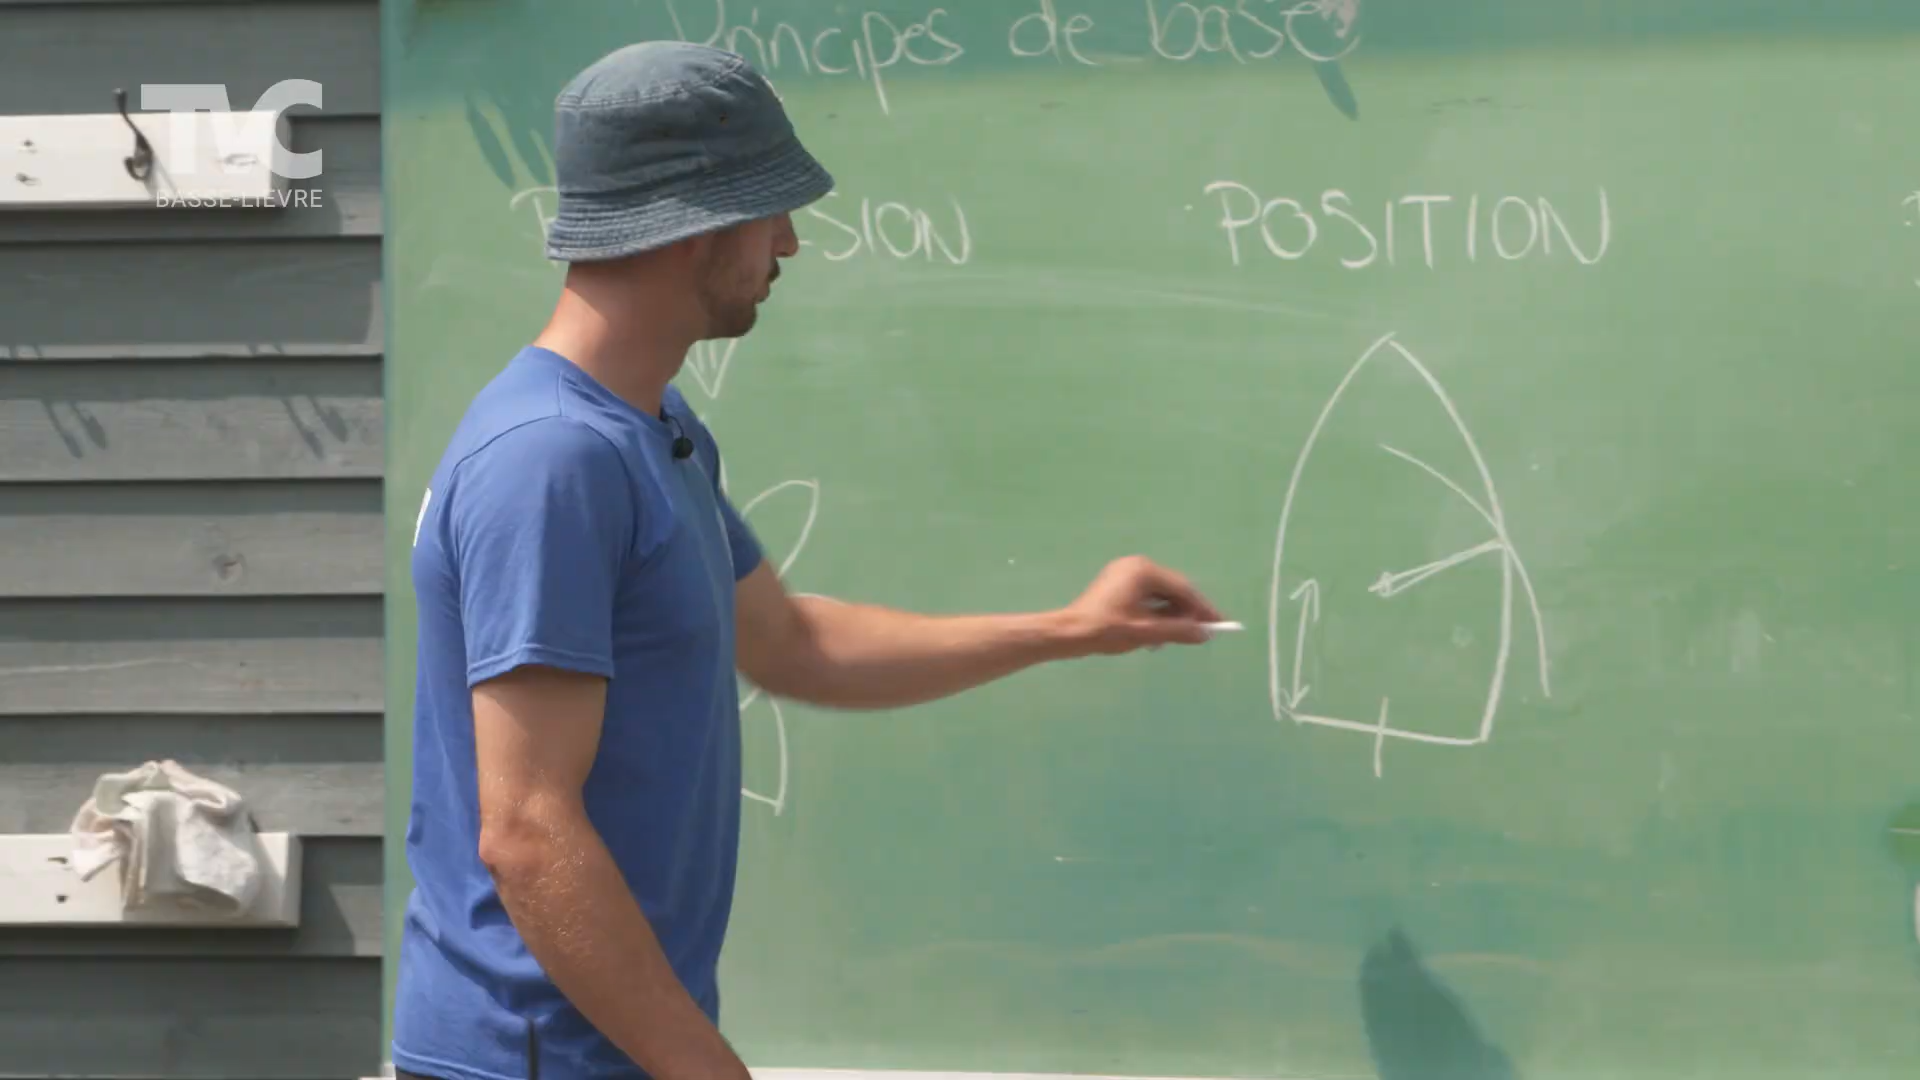 TVC
BASSE-LIÈVRE
Principes de base
SION
POSITION